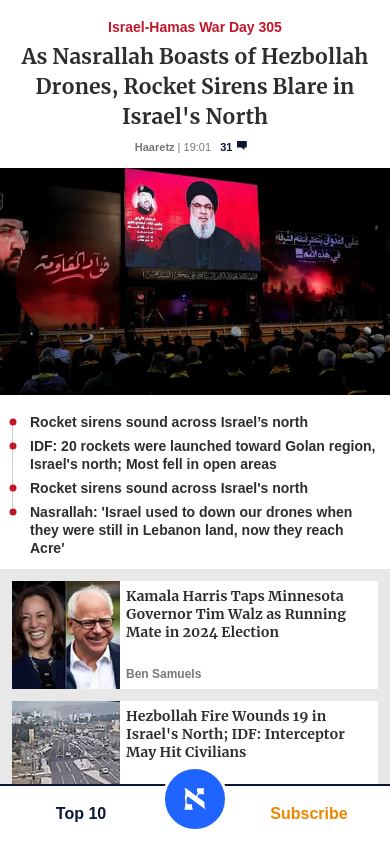 Israel-Hamas War Day 305
As Nasrallah Boasts of Hezbollah
Drones, Rocket Sirens Blare in
Israel's North
Haaretz | 19:01 31
Rocket sirens sound across Israel’s north
IDF: 20 rockets were launched toward Golan region,
Israel's north; Most fell in open areas
Rocket sirens sound across Israel's north
Nasrallah: 'Israel used to down our drones when
they were still in Lebanon land, now they reach
Acre'
Kamala Harris Taps Minnesota
Governor Tim Walz as Running
Mate in 2024 Election
Ben Samuels
Hezbollah Fire Wounds 19 in
Israel's North; IDF: Interceptor
May Hit Civilians
Top 10
Subscribe